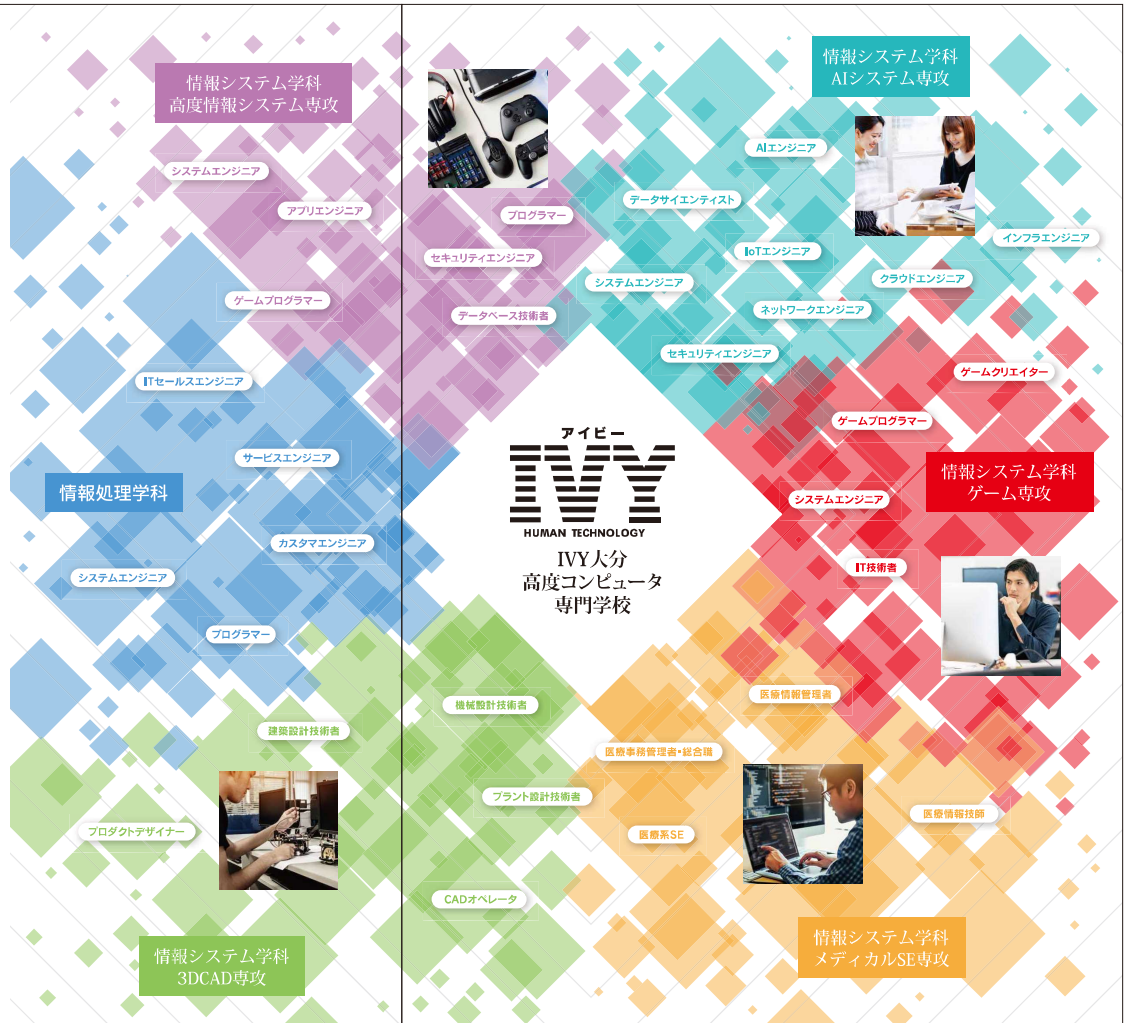 情報システム学科
高度情報システム専攻
システムエンジニア
アプリエンジニア
プログラマー
セキュリティエンジニア
ゲームプログラマー
データベース技術者
情報システム学科
AIシステム専攻
AIエンジニア
データサイエンティスト
インフラエンジニア
IoTエンジニア
システムエンジニア
クラウドエンジニア
ネットワークエンジニア
セキュリティエンジニア
ITセールスエンジニア
サービスエンジニア
情報処理学科
カスタマエンジニア
システムエンジニア
プログラマー
アイビー
IVY
HUMAN TECHNOLOGY
IVY大分
高度コンピュータ
専門学校
ゲームクリエイター
ゲームプログラマー
情報システム学科
ゲーム専攻
システムエンジニア
IT技術者
機械設計技術者
建築設計技術者
プラント設計技術者
プロダクトデザイナー
CADオペレータ
情報システム学科
3DCAD専攻
医療情報管理者
医療事務管理者・総合職
医療情報技師
医療系SE
情報システム学科
メディカルSE専攻